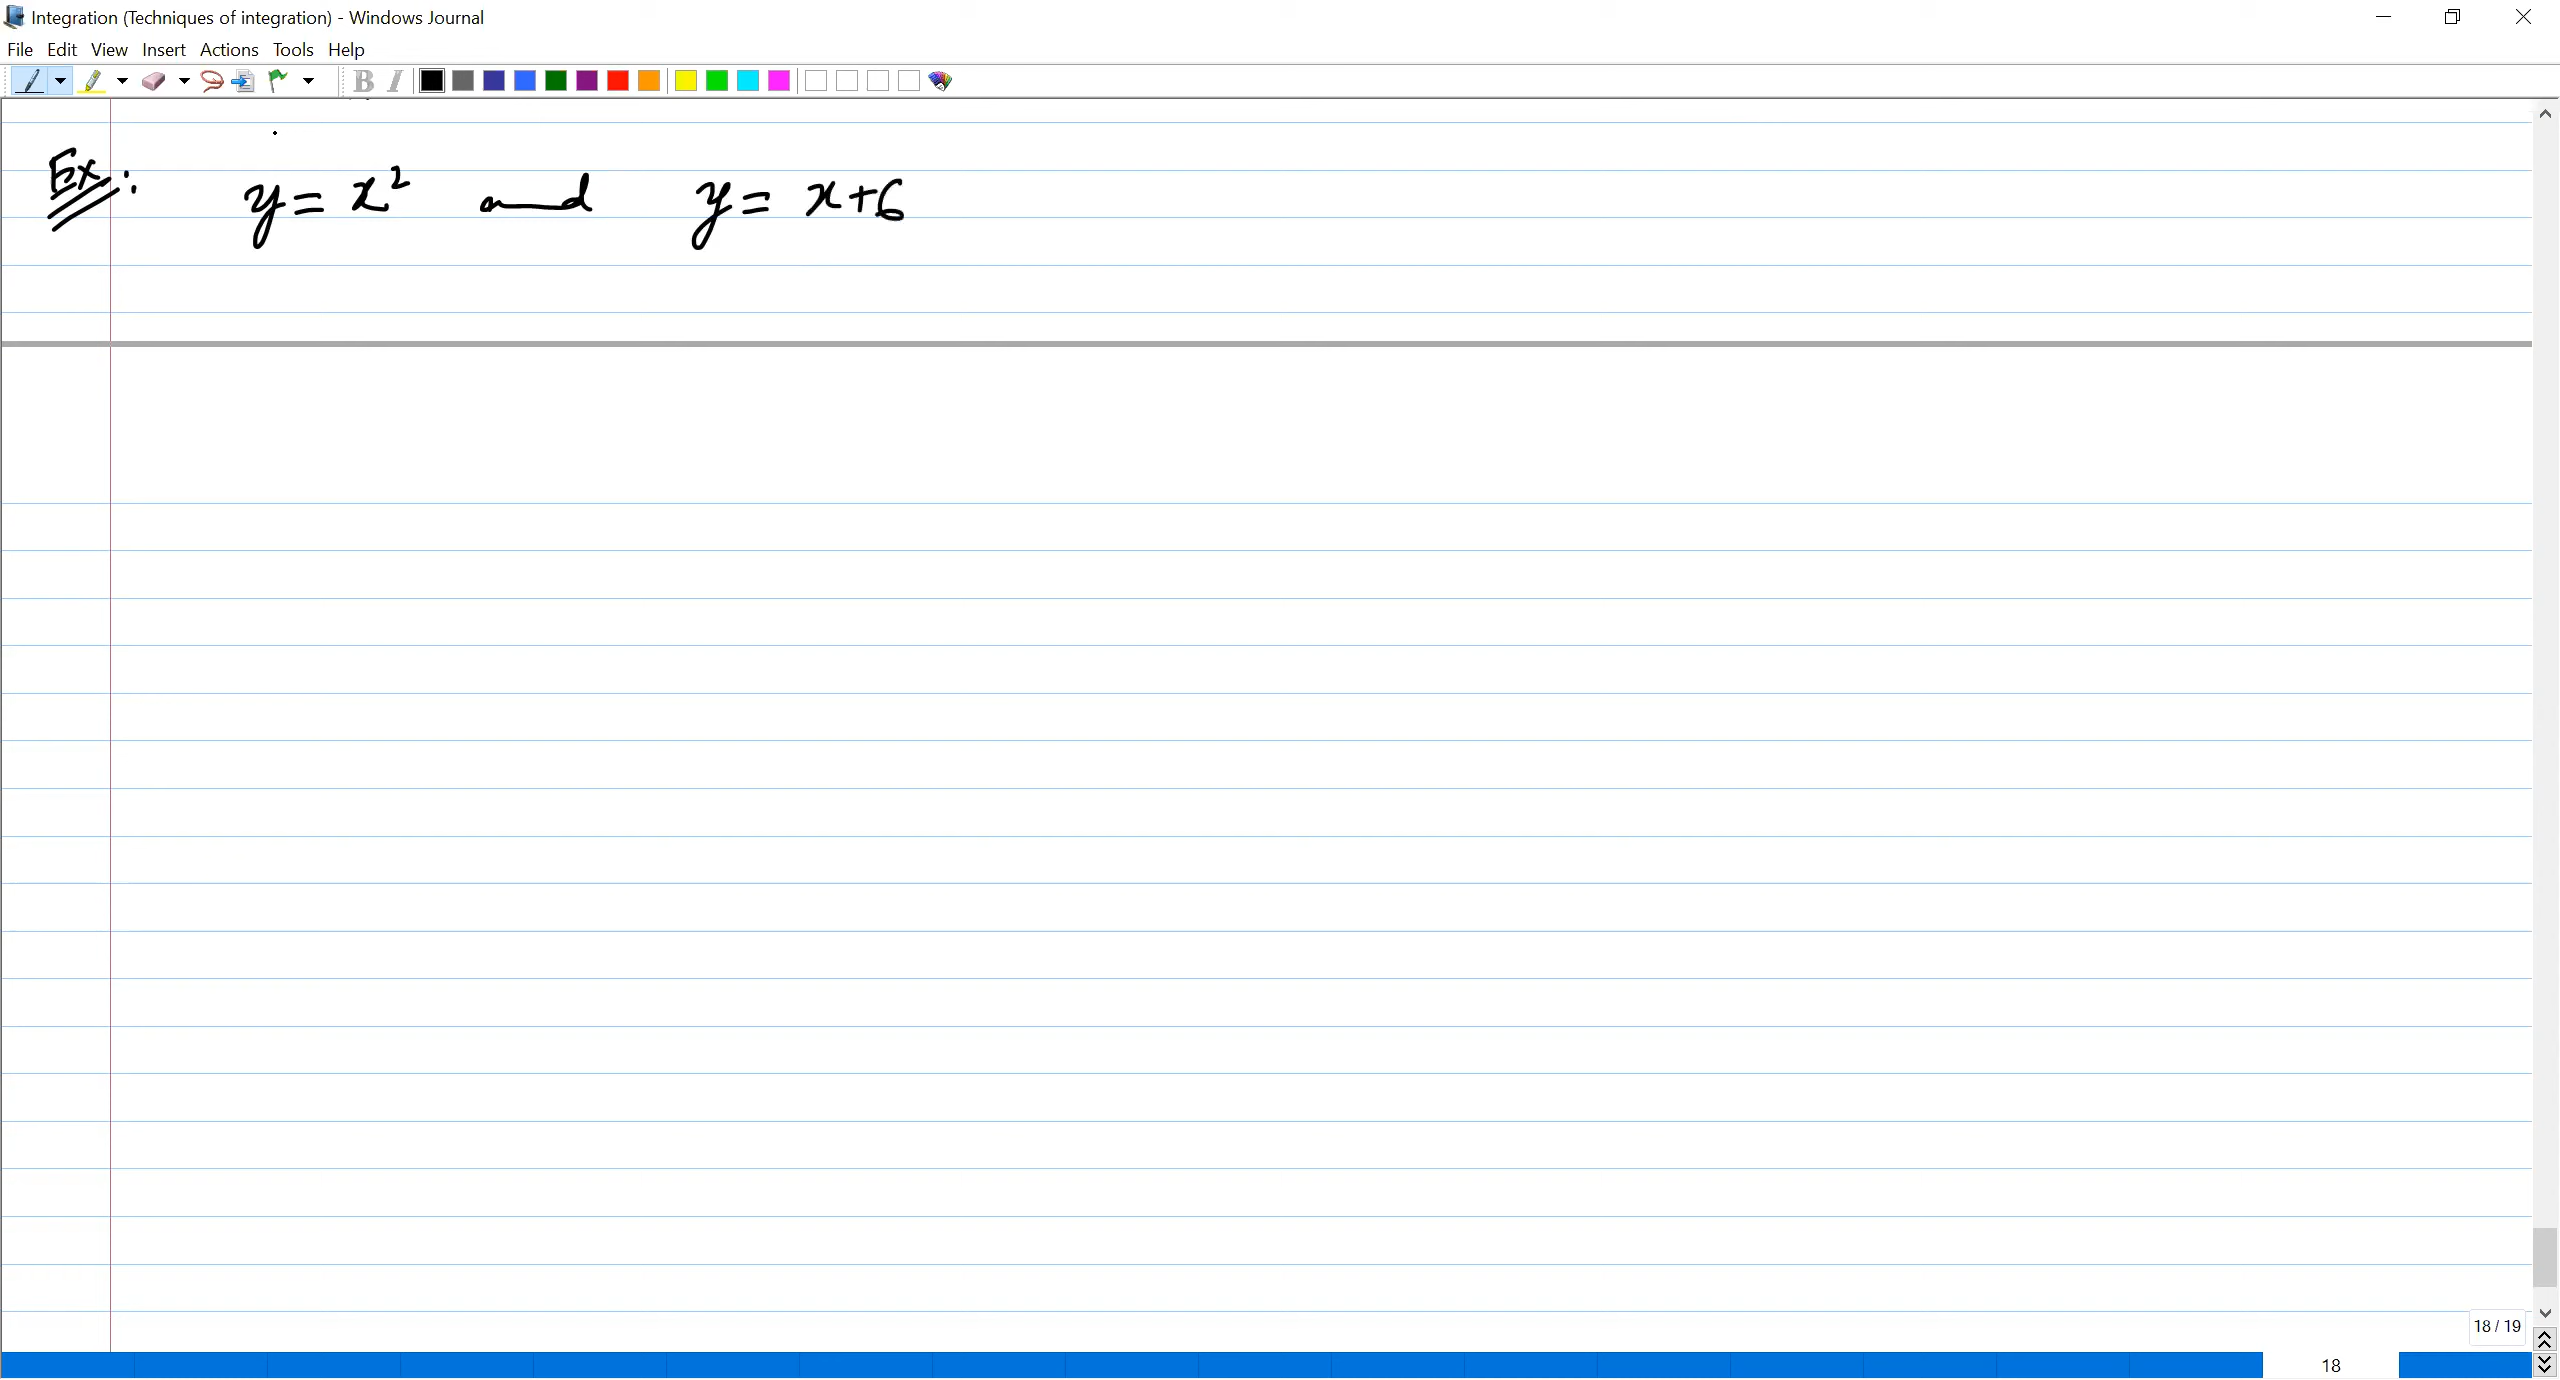 Integration (Techniques of integration) - Windows Journal
File Edit View Insert Actions Tools Help
B I
Ex: y = x² and y = x+6
18 / 19
18